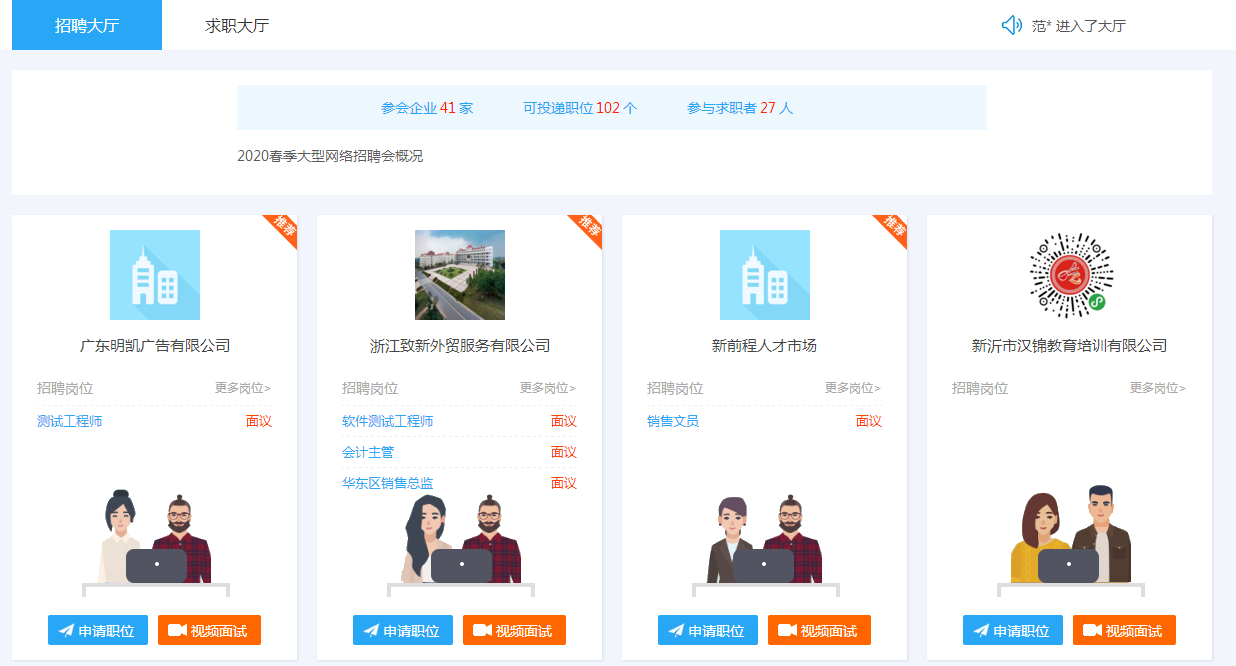 招聘大厅 求职大厅 范* 进入了大厅
参会企业 41 家 可投递职位 102 个 参与求职者 27 人
2020春季大型网络招聘会概况
推荐 推荐 推荐
广东明凯广告有限公司 浙江致新外贸服务有限公司 新前程人才市场 新沂市汉锦教育培训有限公司
招聘岗位 更多岗位> 招聘岗位 更多岗位> 招聘岗位 更多岗位> 招聘岗位 更多岗位>
测试工程师 面议 软件测试工程师 面议 销售文员 面议
会计主管 面议
华东区销售总监 面议
申请职位 视频面试 申请职位 视频面试 申请职位 视频面试 申请职位 视频面试